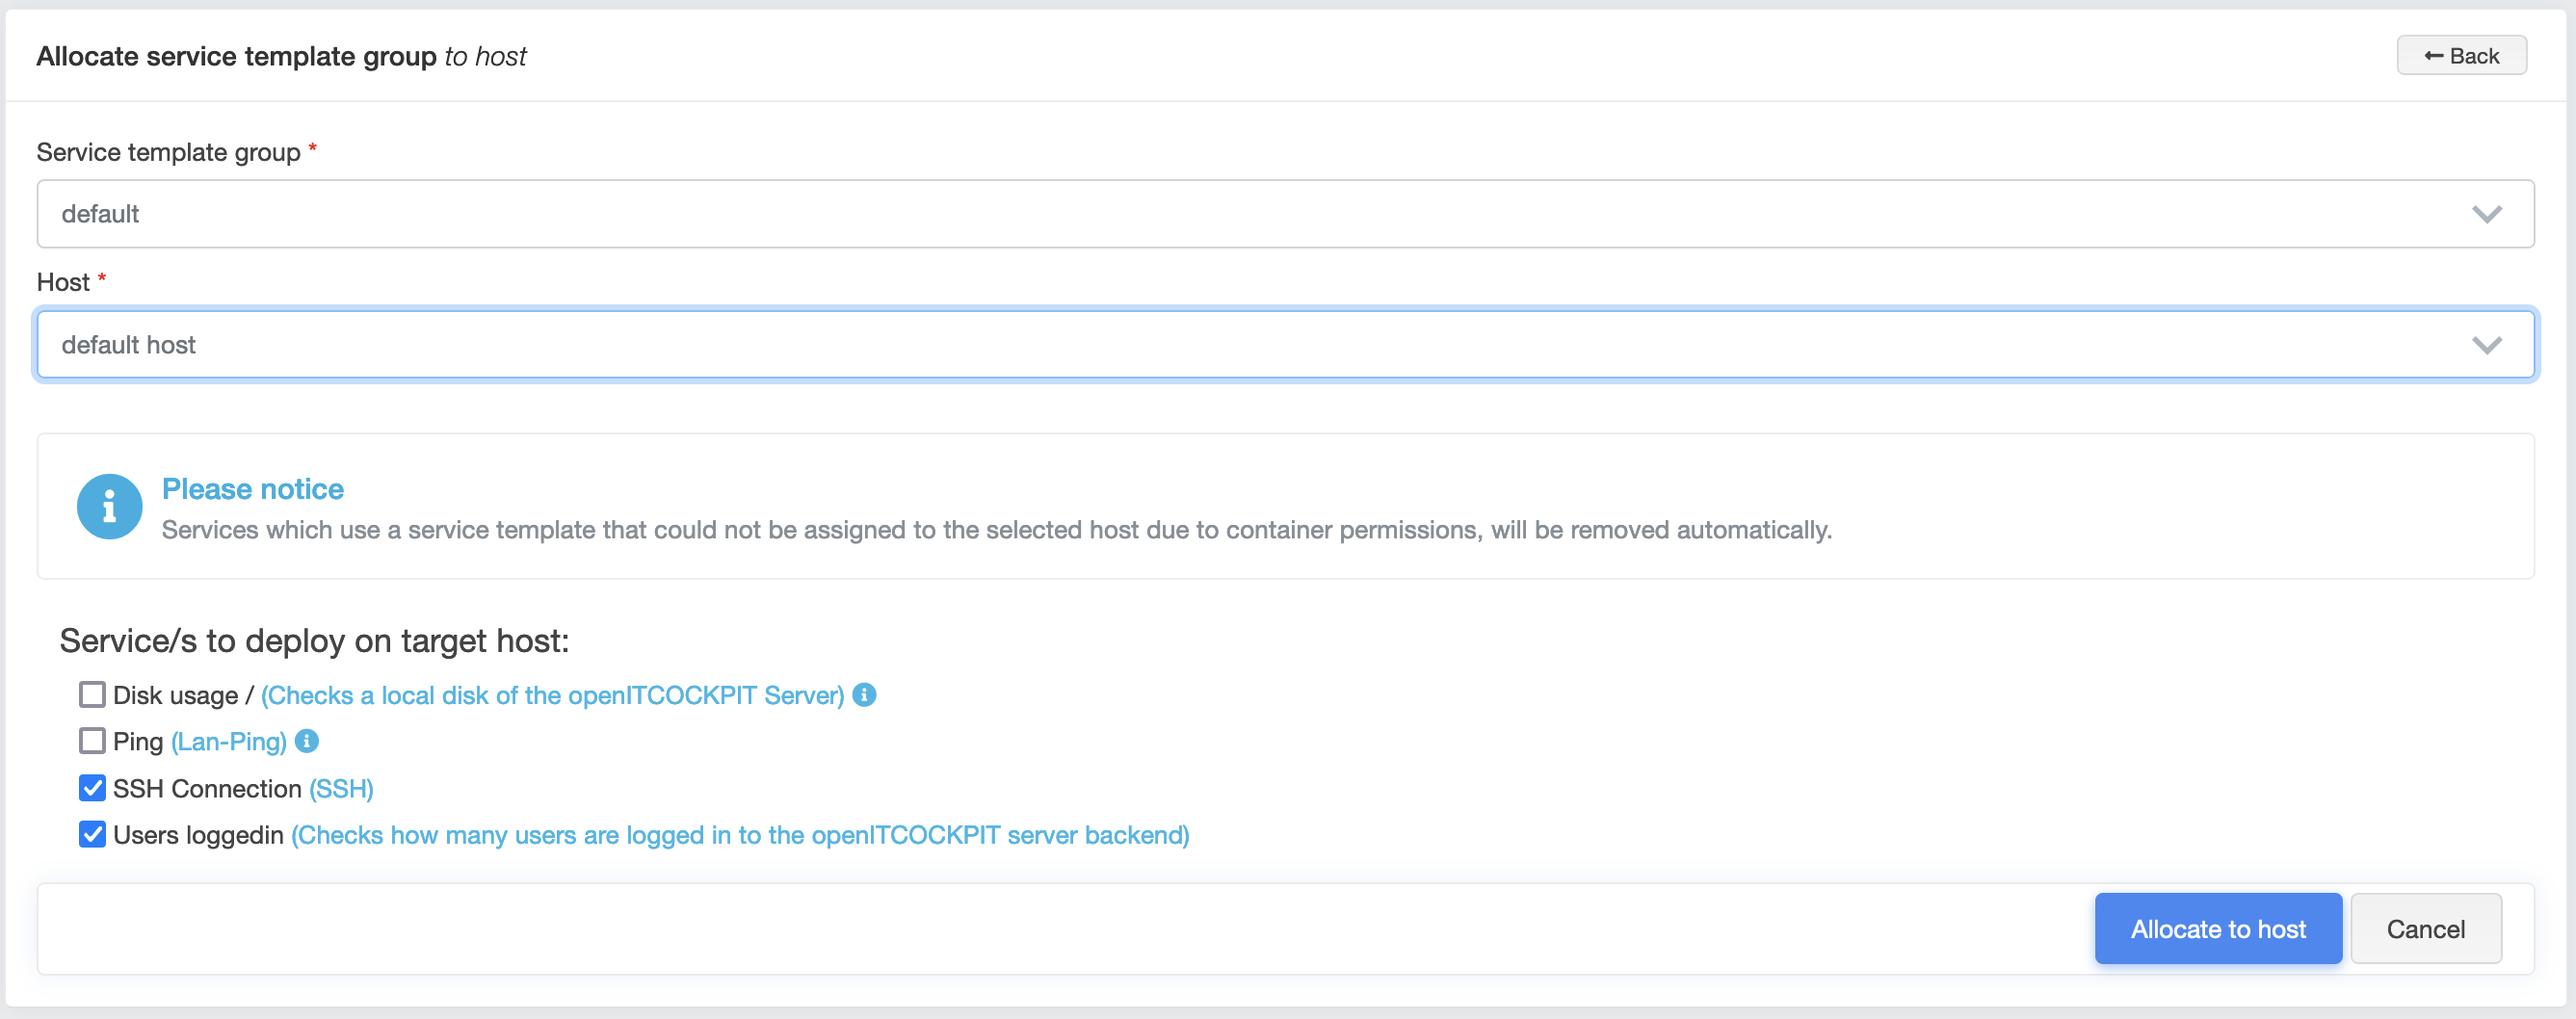 Allocate service template group to host
Back
Service template group *
default
Host *
default host
Please notice
Services which use a service template that could not be assigned to the selected host due to container permissions, will be removed automatically.
Service/s to deploy on target host:
Disk usage / (Checks a local disk of the openITCOCKPIT Server)
Ping (Lan-Ping)
SSH Connection (SSH)
Users loggedin (Checks how many users are logged in to the openITCOCKPIT server backend)
Allocate to host
Cancel